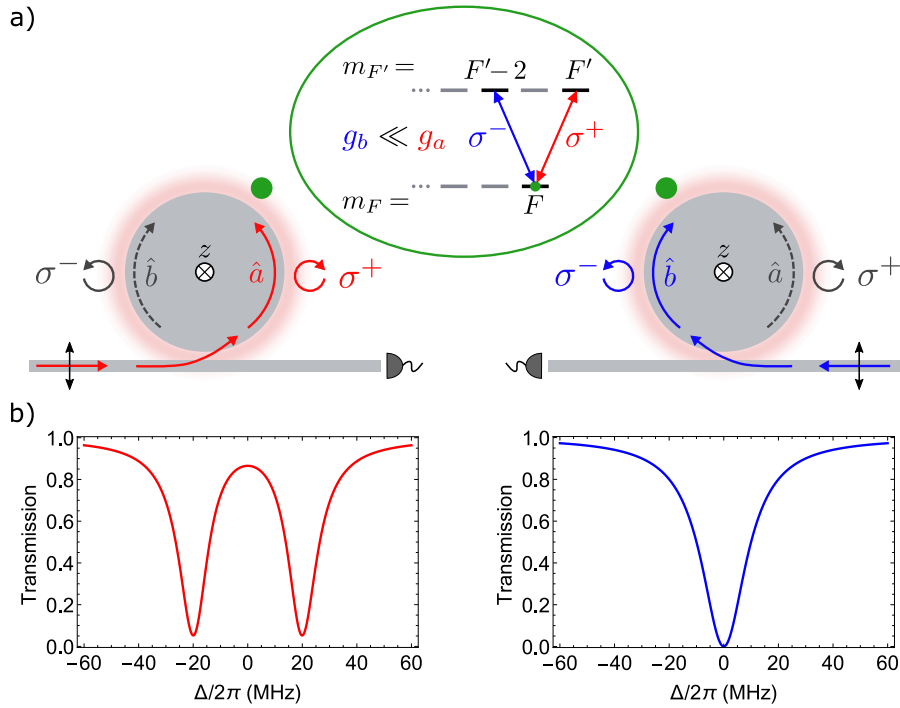 a)
m_F' = F'−2 F'
··· 
g_b ≪ g_a σ⁻ σ⁺
···
m_F = F
σ⁻ b̂ z â σ⁺
σ⁻ b̂ z â σ⁺
b)
1.0
0.8
0.6
0.4
0.2
0.0
Transmission
−60 −40 −20 0 20 40 60
Δ/2π (MHz)
1.0
0.8
0.6
0.4
0.2
0.0
Transmission
−60 −40 −20 0 20 40 60
Δ/2π (MHz)